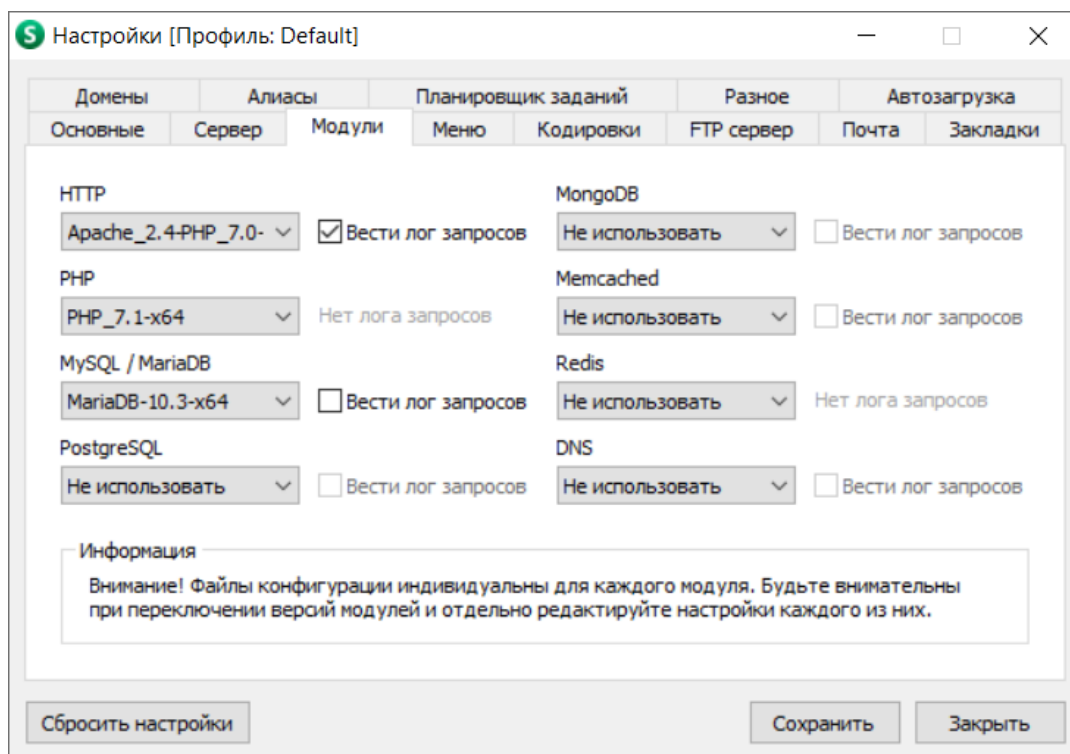 S Настройки [Профиль: Default]
Домены Алиасы Планировщик заданий Разное Автозагрузка
Основные Сервер Модули Меню Кодировки FTP сервер Почта Закладки
HTTP MongoDB
Apache_2.4-PHP_7.0- Вести лог запросов Не использовать Вести лог запросов
PHP Memcached
PHP_7.1-x64 Нет лога запросов Не использовать Вести лог запросов
MySQL / MariaDB Redis
MariaDB-10.3-x64 Вести лог запросов Не использовать Нет лога запросов
PostgreSQL DNS
Не использовать Вести лог запросов Не использовать Вести лог запросов
Информация
Внимание! Файлы конфигурации индивидуальны для каждого модуля. Будьте внимательны
при переключении версий модулей и отдельно редактируйте настройки каждого из них.
Сбросить настройки Сохранить Закрыть